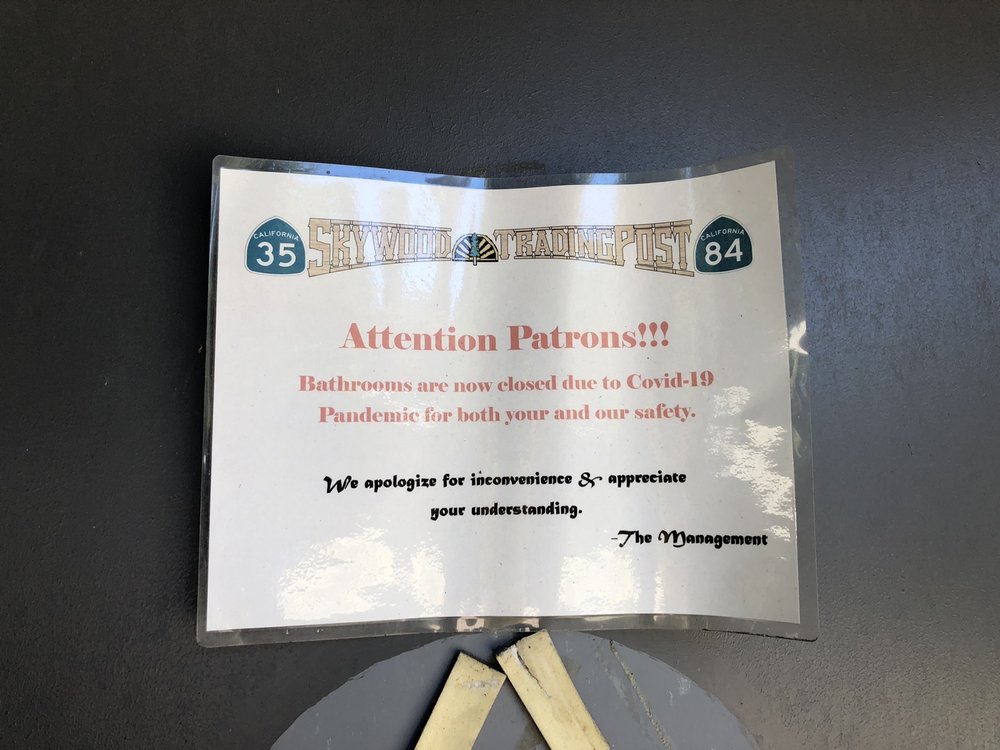 CALIFORNIA 35 SKYWOOD TRADING POST CALIFORNIA 84
Attention Patrons!!!
Bathrooms are now closed due to Covid-19
Pandemic for both your and our safety.
We apologize for inconvenience & appreciate
your understanding.
-The Management